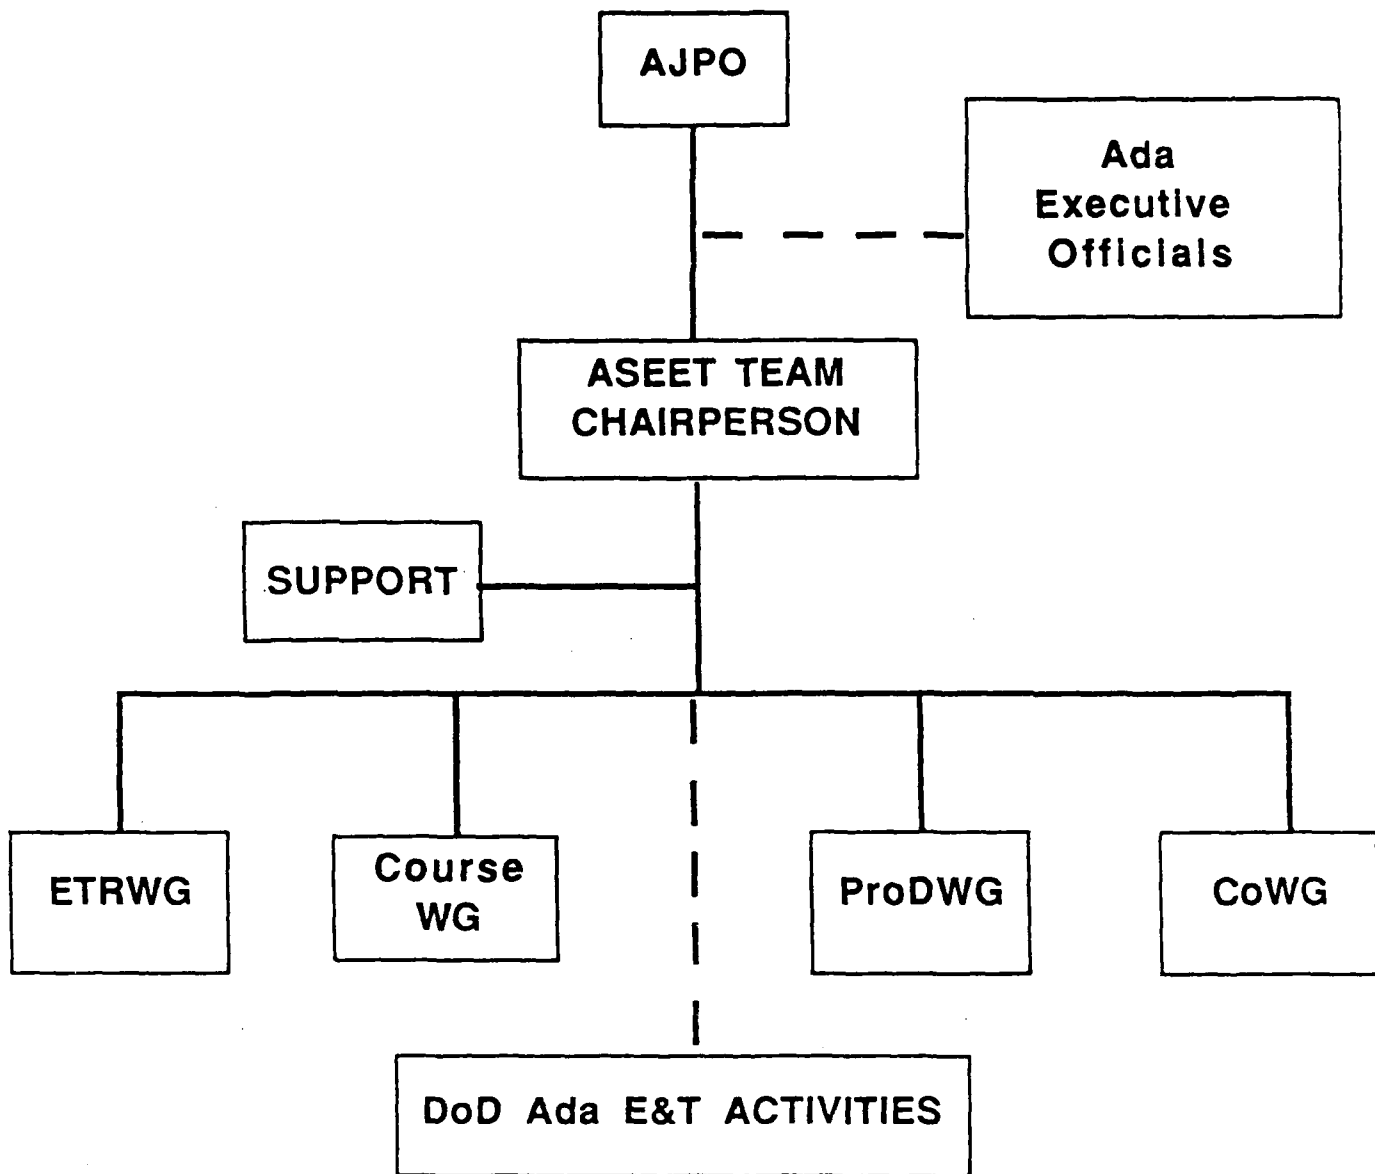 AJPO
Ada
Executive
Officials
ASEET TEAM
CHAIRPERSON
SUPPORT
ETRWG
Course
WG
ProDWG
CoWG
DoD Ada E&T ACTIVITIES